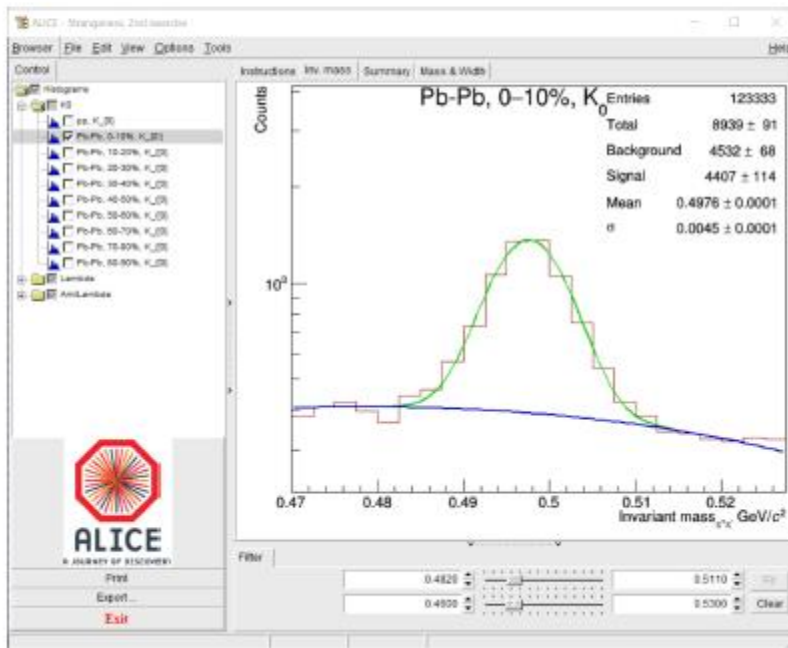 ALICE - Strangeness, 2nd exercise
Browser File Edit View Options Tools Help
Control
Histograms
K0
pp, K_{0}
Pb-Pb, 0-10%, K_{0}
Pb-Pb, 10-20%, K_{0}
Pb-Pb, 20-30%, K_{0}
Pb-Pb, 30-40%, K_{0}
Pb-Pb, 40-50%, K_{0}
Pb-Pb, 50-60%, K_{0}
Pb-Pb, 60-70%, K_{0}
Pb-Pb, 70-80%, K_{0}
Pb-Pb, 80-90%, K_{0}
Lambda
AntiLambda
ALICE
A JOURNEY OF DISCOVERY
Print
Export...
Exit
Instructions Inv. mass Summary Mass & Width
Pb-Pb, 0–10%, K₀
Entries 123333
Total 8939 ± 91
Background 4532 ± 68
Signal 4407 ± 114
Mean 0.4976 ± 0.0001
σ 0.0045 ± 0.0001
Counts
10³
0.47 0.48 0.49 0.5 0.51 0.52
Invariant mass π⁺π⁻ GeV/c²
Fitter
0.4820 0.5110 Fit
0.4600 0.5300 Clear